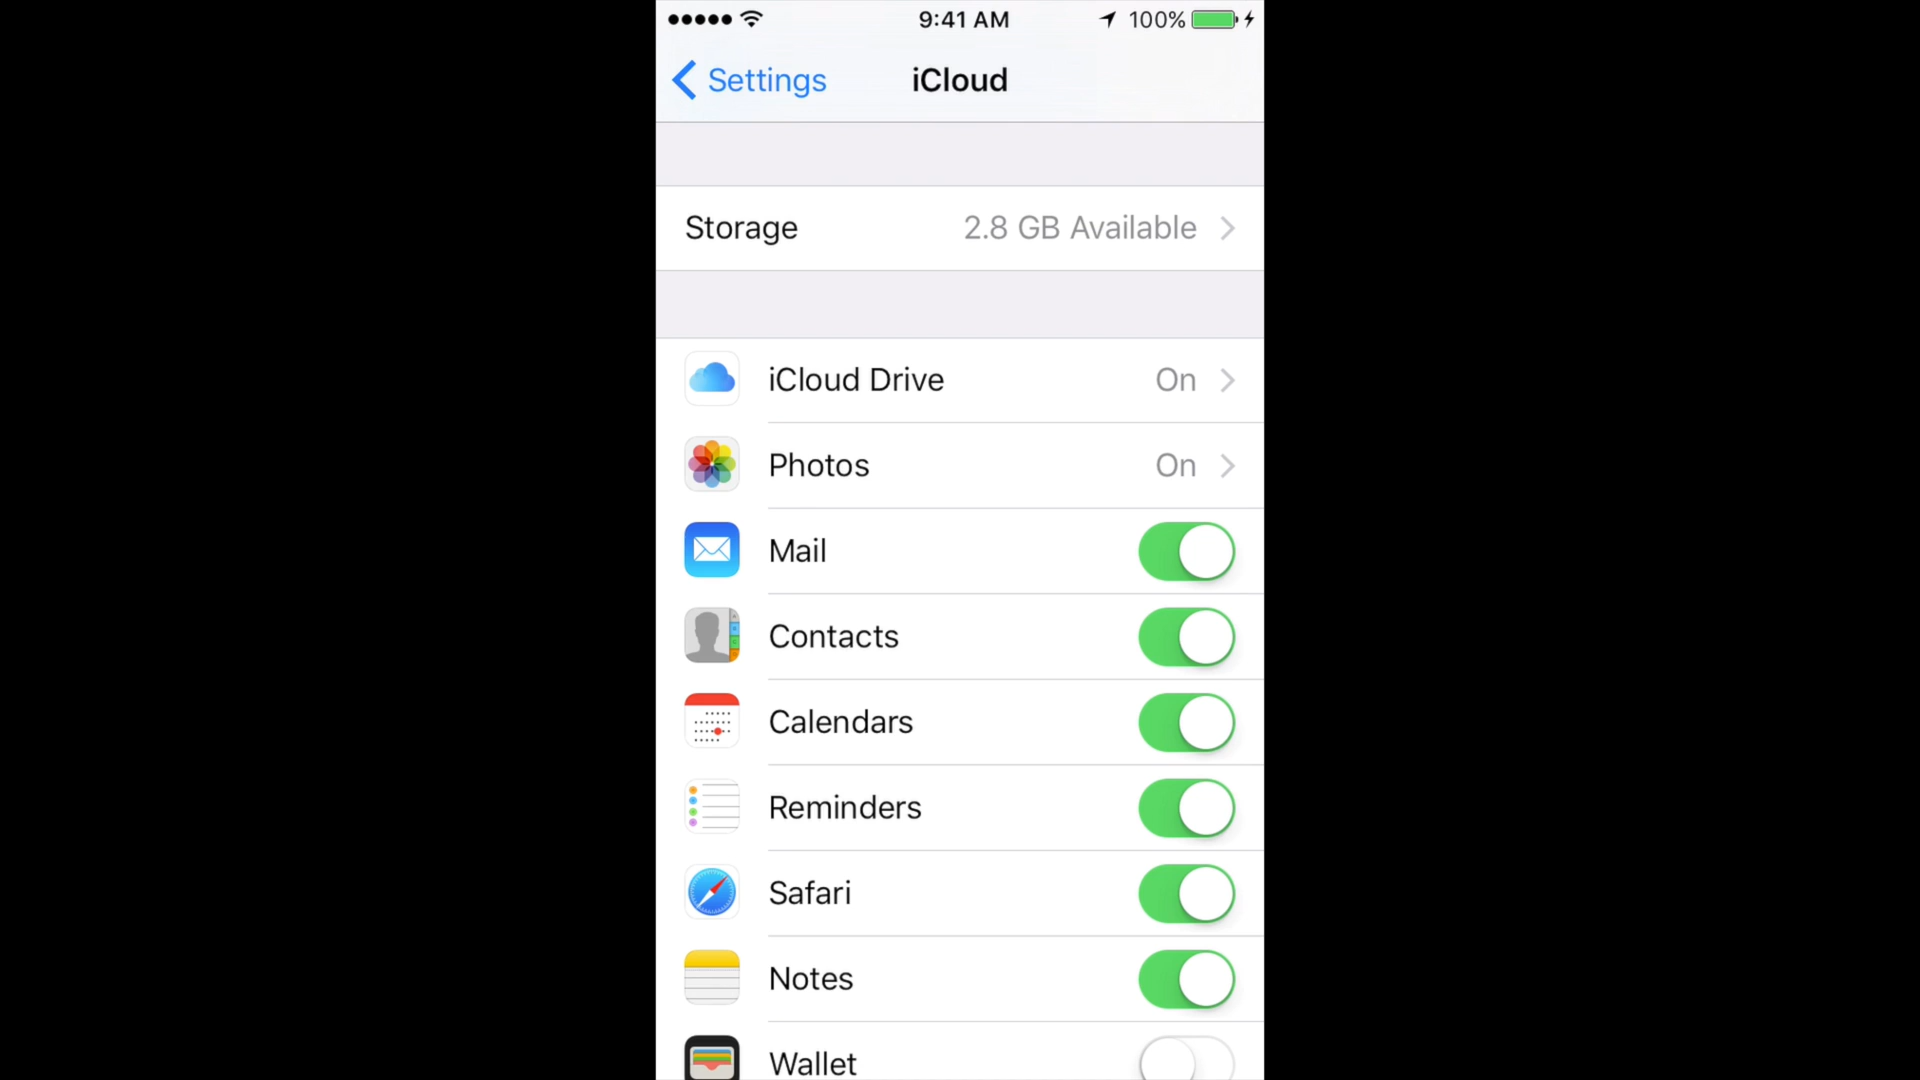 9:41 AM 100%
Settings iCloud
Storage 2.8 GB Available
iCloud Drive On
Photos On
Mail
Contacts
Calendars
Reminders
Safari
Notes
Wallet